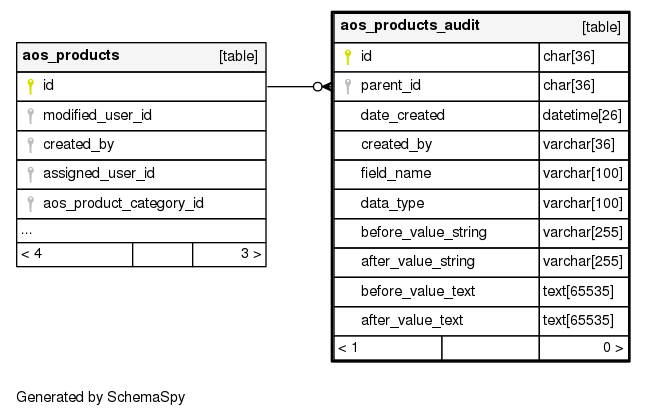 aos_products [table]
id
modified_user_id
created_by
assigned_user_id
aos_product_category_id
...
< 4 3 >
aos_products_audit [table]
id char[36]
parent_id char[36]
date_created datetime[26]
created_by varchar[36]
field_name varchar[100]
data_type varchar[100]
before_value_string varchar[255]
after_value_string varchar[255]
before_value_text text[65535]
after_value_text text[65535]
< 1 0 >
Generated by SchemaSpy